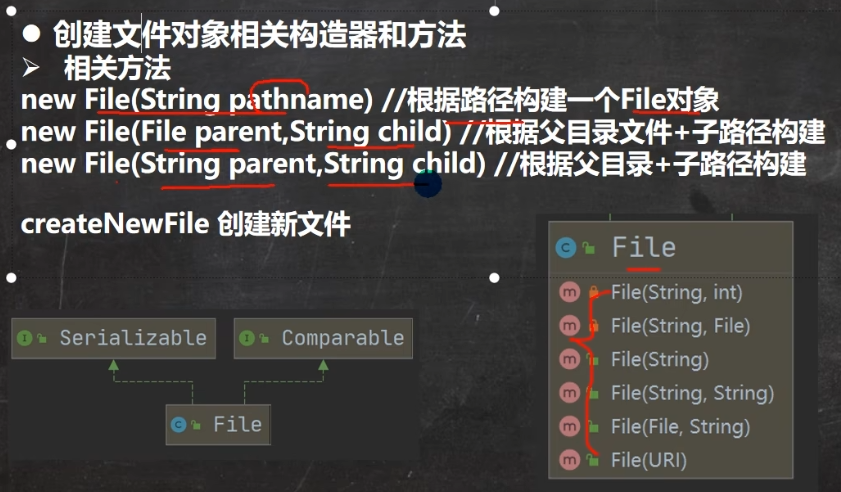 ● 创建文件对象相关构造器和方法
➢ 相关方法
new File(String pathname) //根据路径构建一个File对象
new File(File parent,String child) //根据父目录文件+子路径构建
new File(String parent,String child) //根据父目录+子路径构建
createNewFile 创建新文件
I Serializable
I Comparable
C File
C File
m File(String, int)
m File(String, File)
m File(String)
m File(String, String)
m File(File, String)
m File(URI)